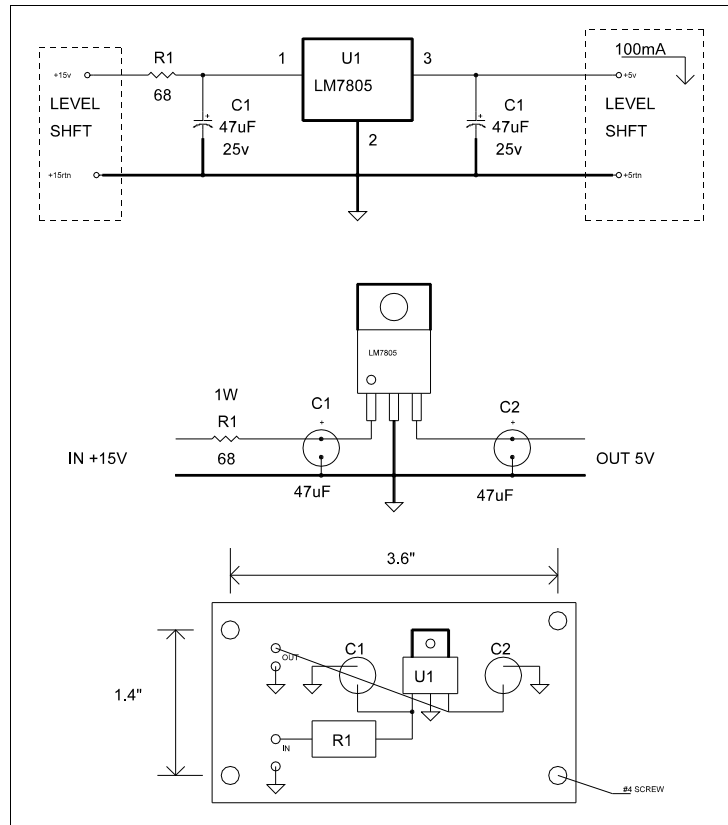 R1
68
+15v
LEVEL
SHFT
+15rtn
1
U1
LM7805
3
2
C1
+
47uF
25v
C1
+
47uF
25v
100mA
+5v
LEVEL
SHFT
+5rtn
LM7805
1W
R1
68
C1
+
47uF
C2
+
47uF
IN +15V
OUT 5V
3.6"
1.4"
OUT
C1
U1
C2
IN
R1
#4 SCREW